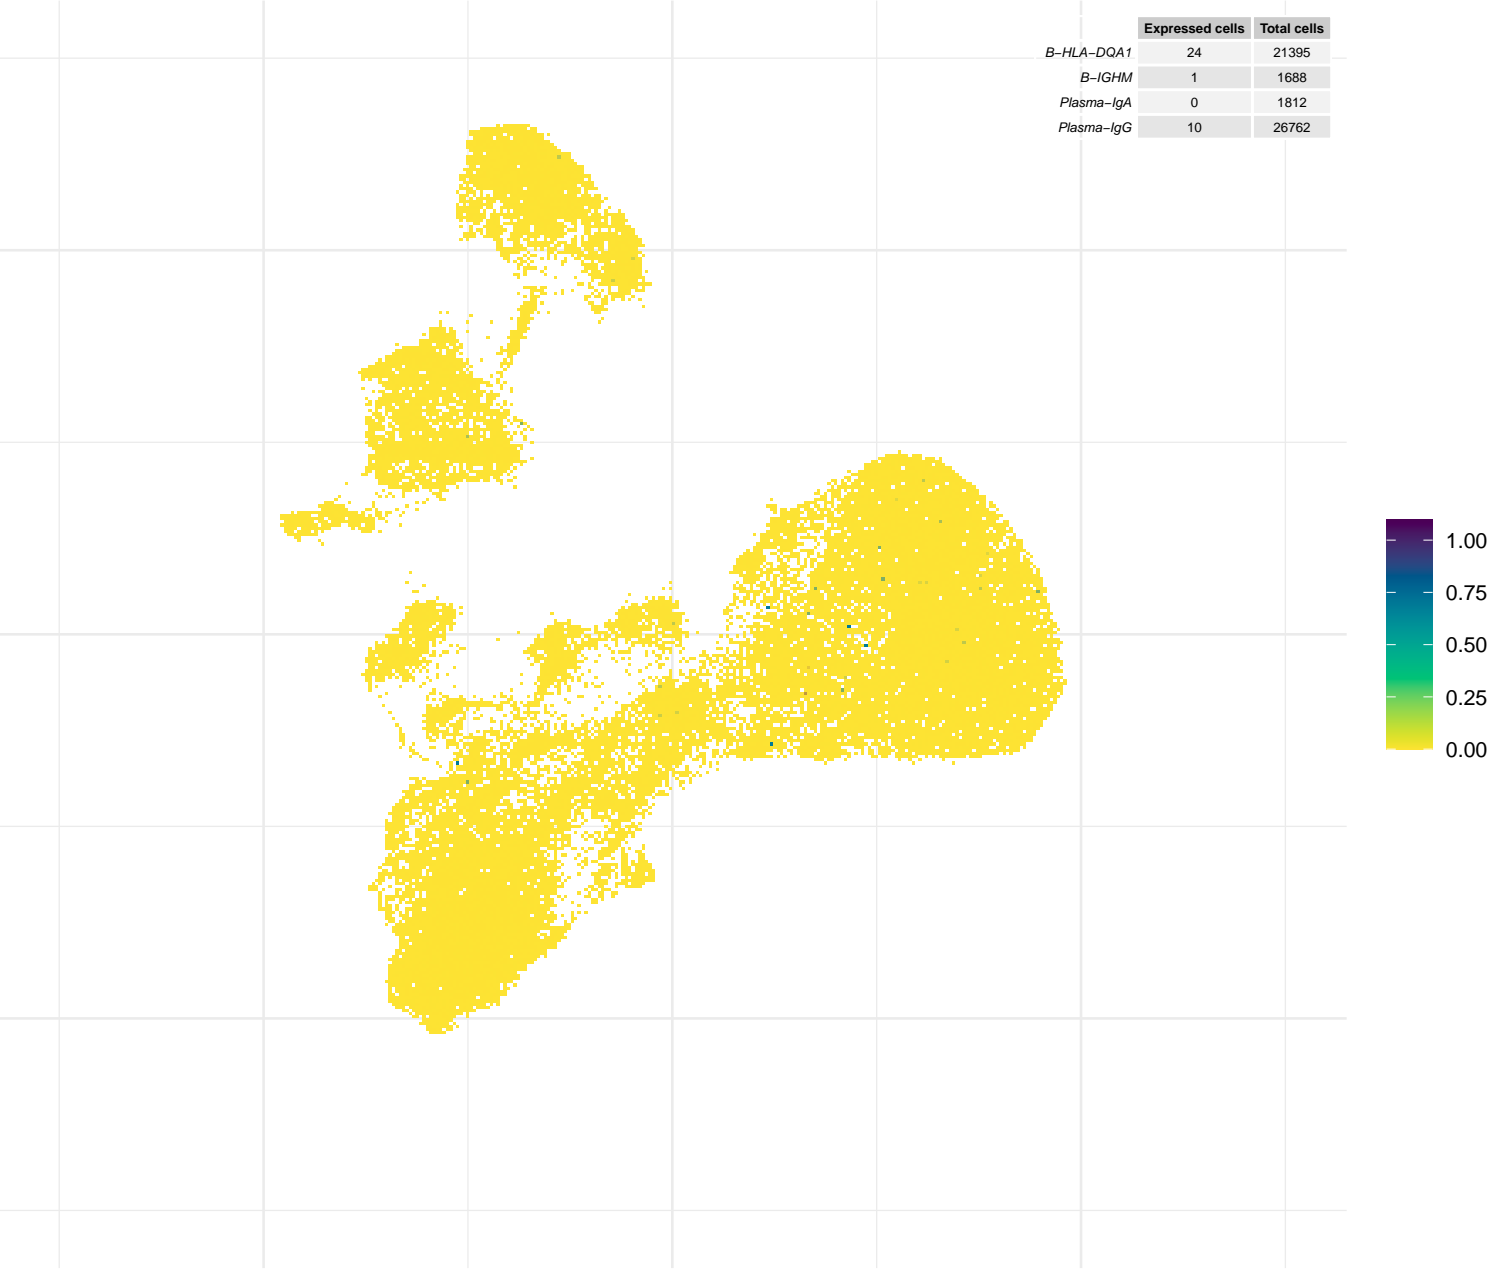 Expressed cells Total cells
B−HLA−DQA1 24 21395
B−IGHM 1 1688
Plasma−IgA 0 1812
Plasma−IgG 10 26762
1.00
0.75
0.50
0.25
0.00